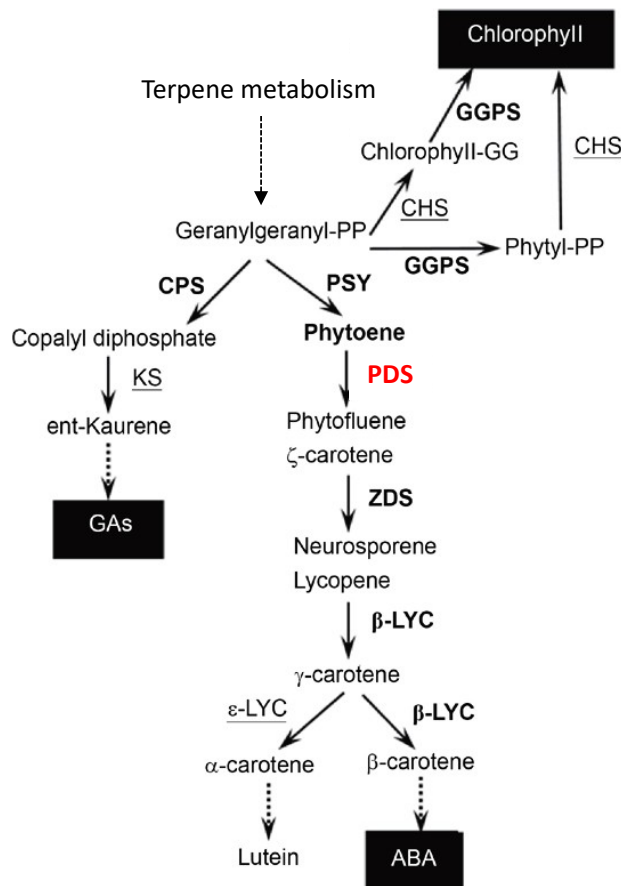 Chlorophyll
Terpene metabolism
GGPS
Chlorophyll-GG
CHS
CHS
Geranylgeranyl-PP
GGPS
Phytyl-PP
CPS
PSY
Copalyl diphosphate
Phytoene
KS
PDS
ent-Kaurene
Phytofluene
ζ-carotene
GAs
ZDS
Neurosporene
Lycopene
β-LYC
γ-carotene
ε-LYC
β-LYC
α-carotene
β-carotene
Lutein
ABA